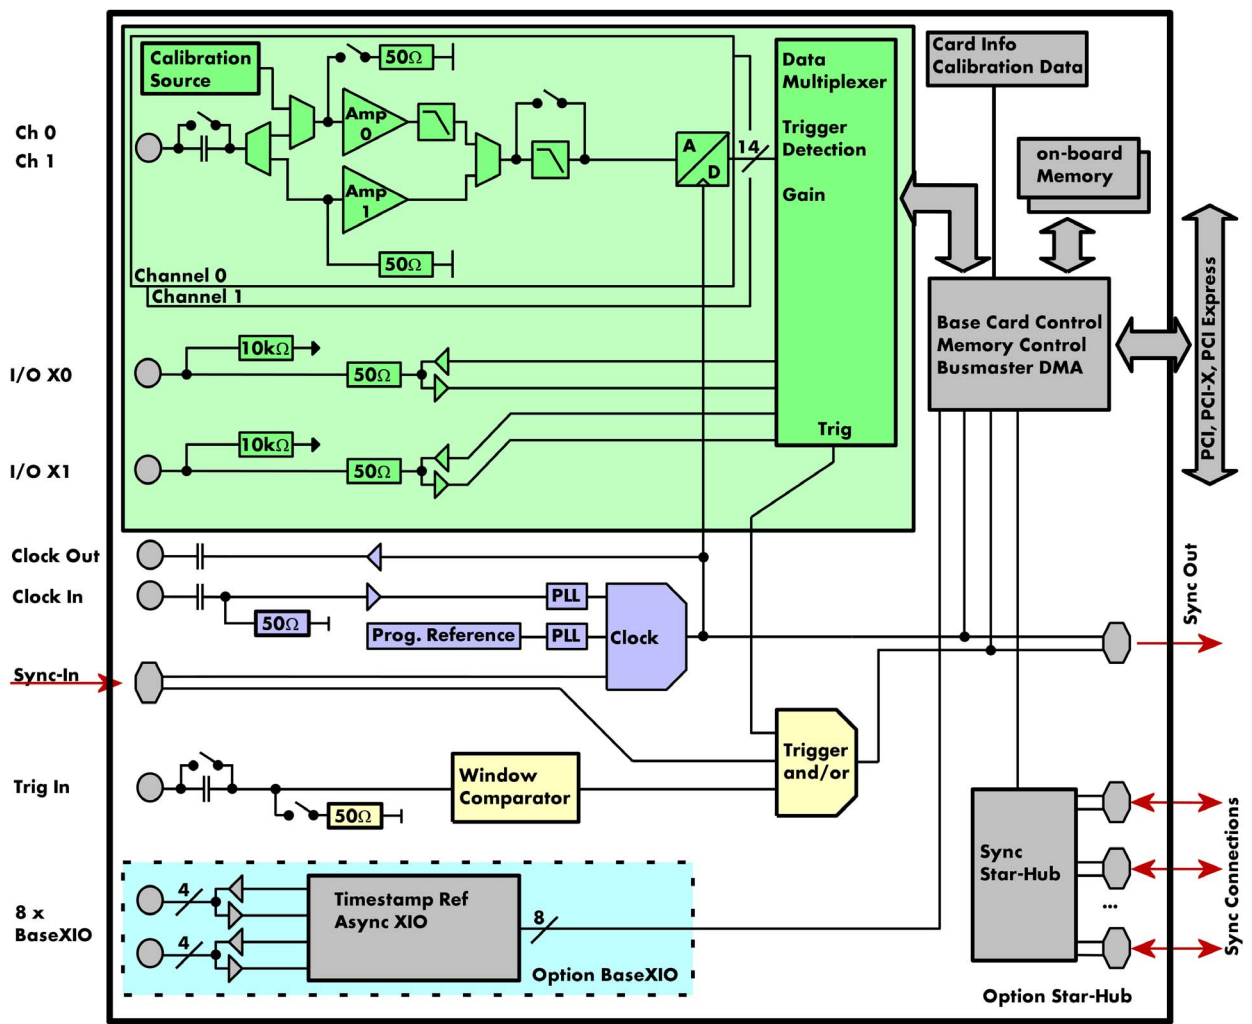 Calibration
Source
50Ω
Amp
0
Amp
1
50Ω
A
D
14
Data
Multiplexer
Trigger
Detection
Gain
Trig
Channel 0
Channel 1
Ch 0
Ch 1
Card Info
Calibration Data
on-board
Memory
Base Card Control
Memory Control
Busmaster DMA
PCI, PCI-X, PCI Express
I/O X0
10kΩ
50Ω
I/O X1
10kΩ
50Ω
Clock Out
Clock In
50Ω
PLL
Prog. Reference
PLL
Clock
Sync Out
Sync-In
Trig In
50Ω
Window
Comparator
Trigger
and/or
Sync
Star-Hub
...
Sync Connections
Option Star-Hub
8 x
BaseXIO
4
4
Timestamp Ref
Async XIO
8
Option BaseXIO